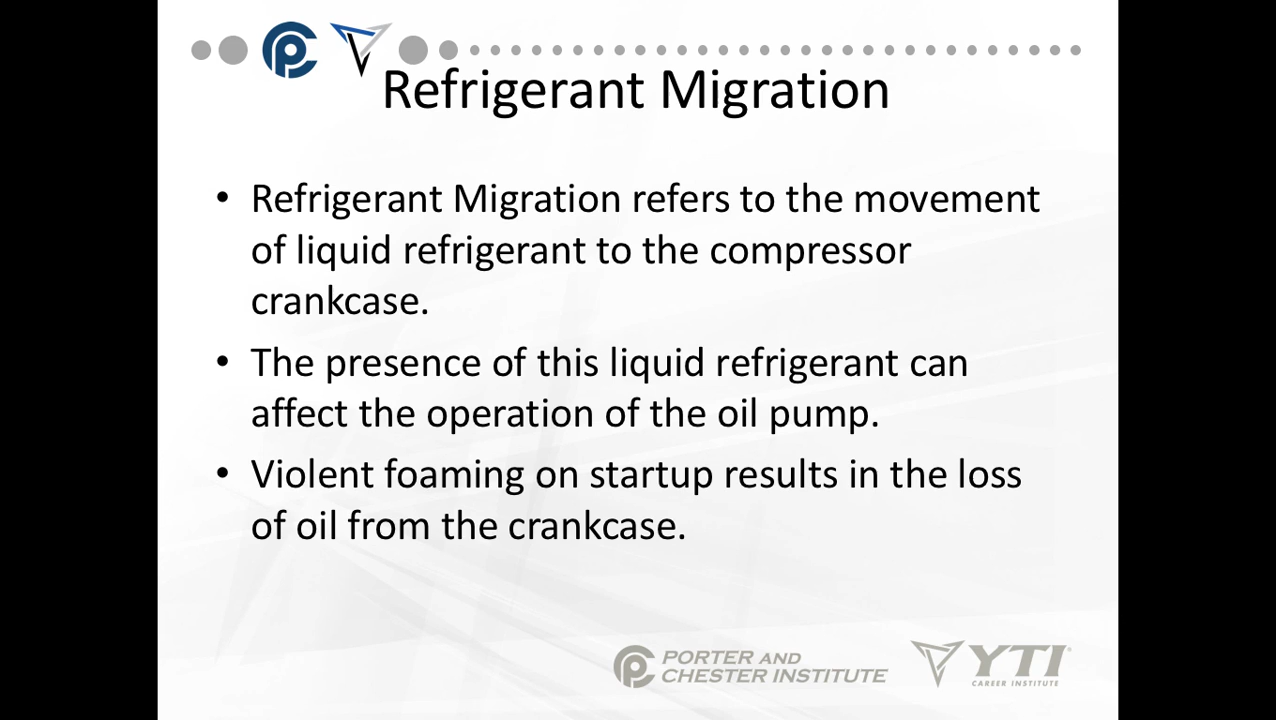 Refrigerant Migration
• Refrigerant Migration refers to the movement
of liquid refrigerant to the compressor
crankcase.
• The presence of this liquid refrigerant can
affect the operation of the oil pump.
• Violent foaming on startup results in the loss
of oil from the crankcase.
PORTER AND
CHESTER INSTITUTE
YTI
CAREER INSTITUTE